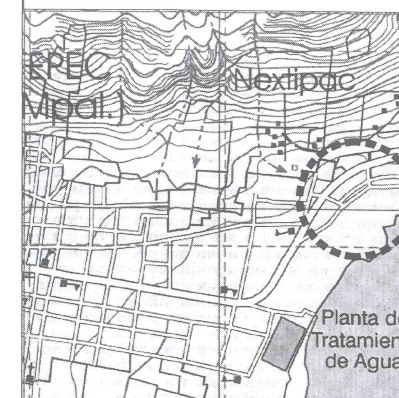 EPEC
Mpal.]
Nextipac
Planta de
Tratamien
de Agua